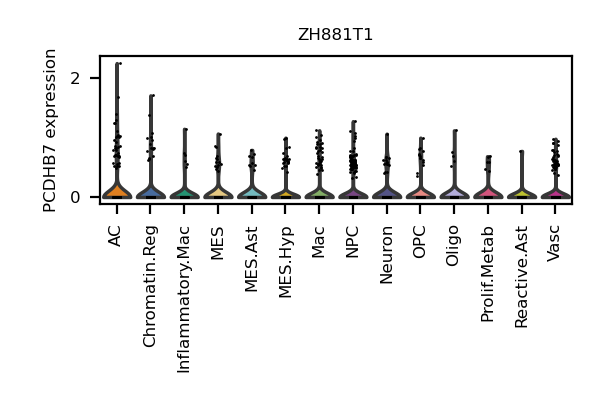 ZH881T1
PCDHB7 expression
2
0
AC
Chromatin.Reg
Inflammatory.Mac
MES
MES.Ast
MES.Hyp
Mac
NPC
Neuron
OPC
Oligo
Prolif.Metab
Reactive.Ast
Vasc